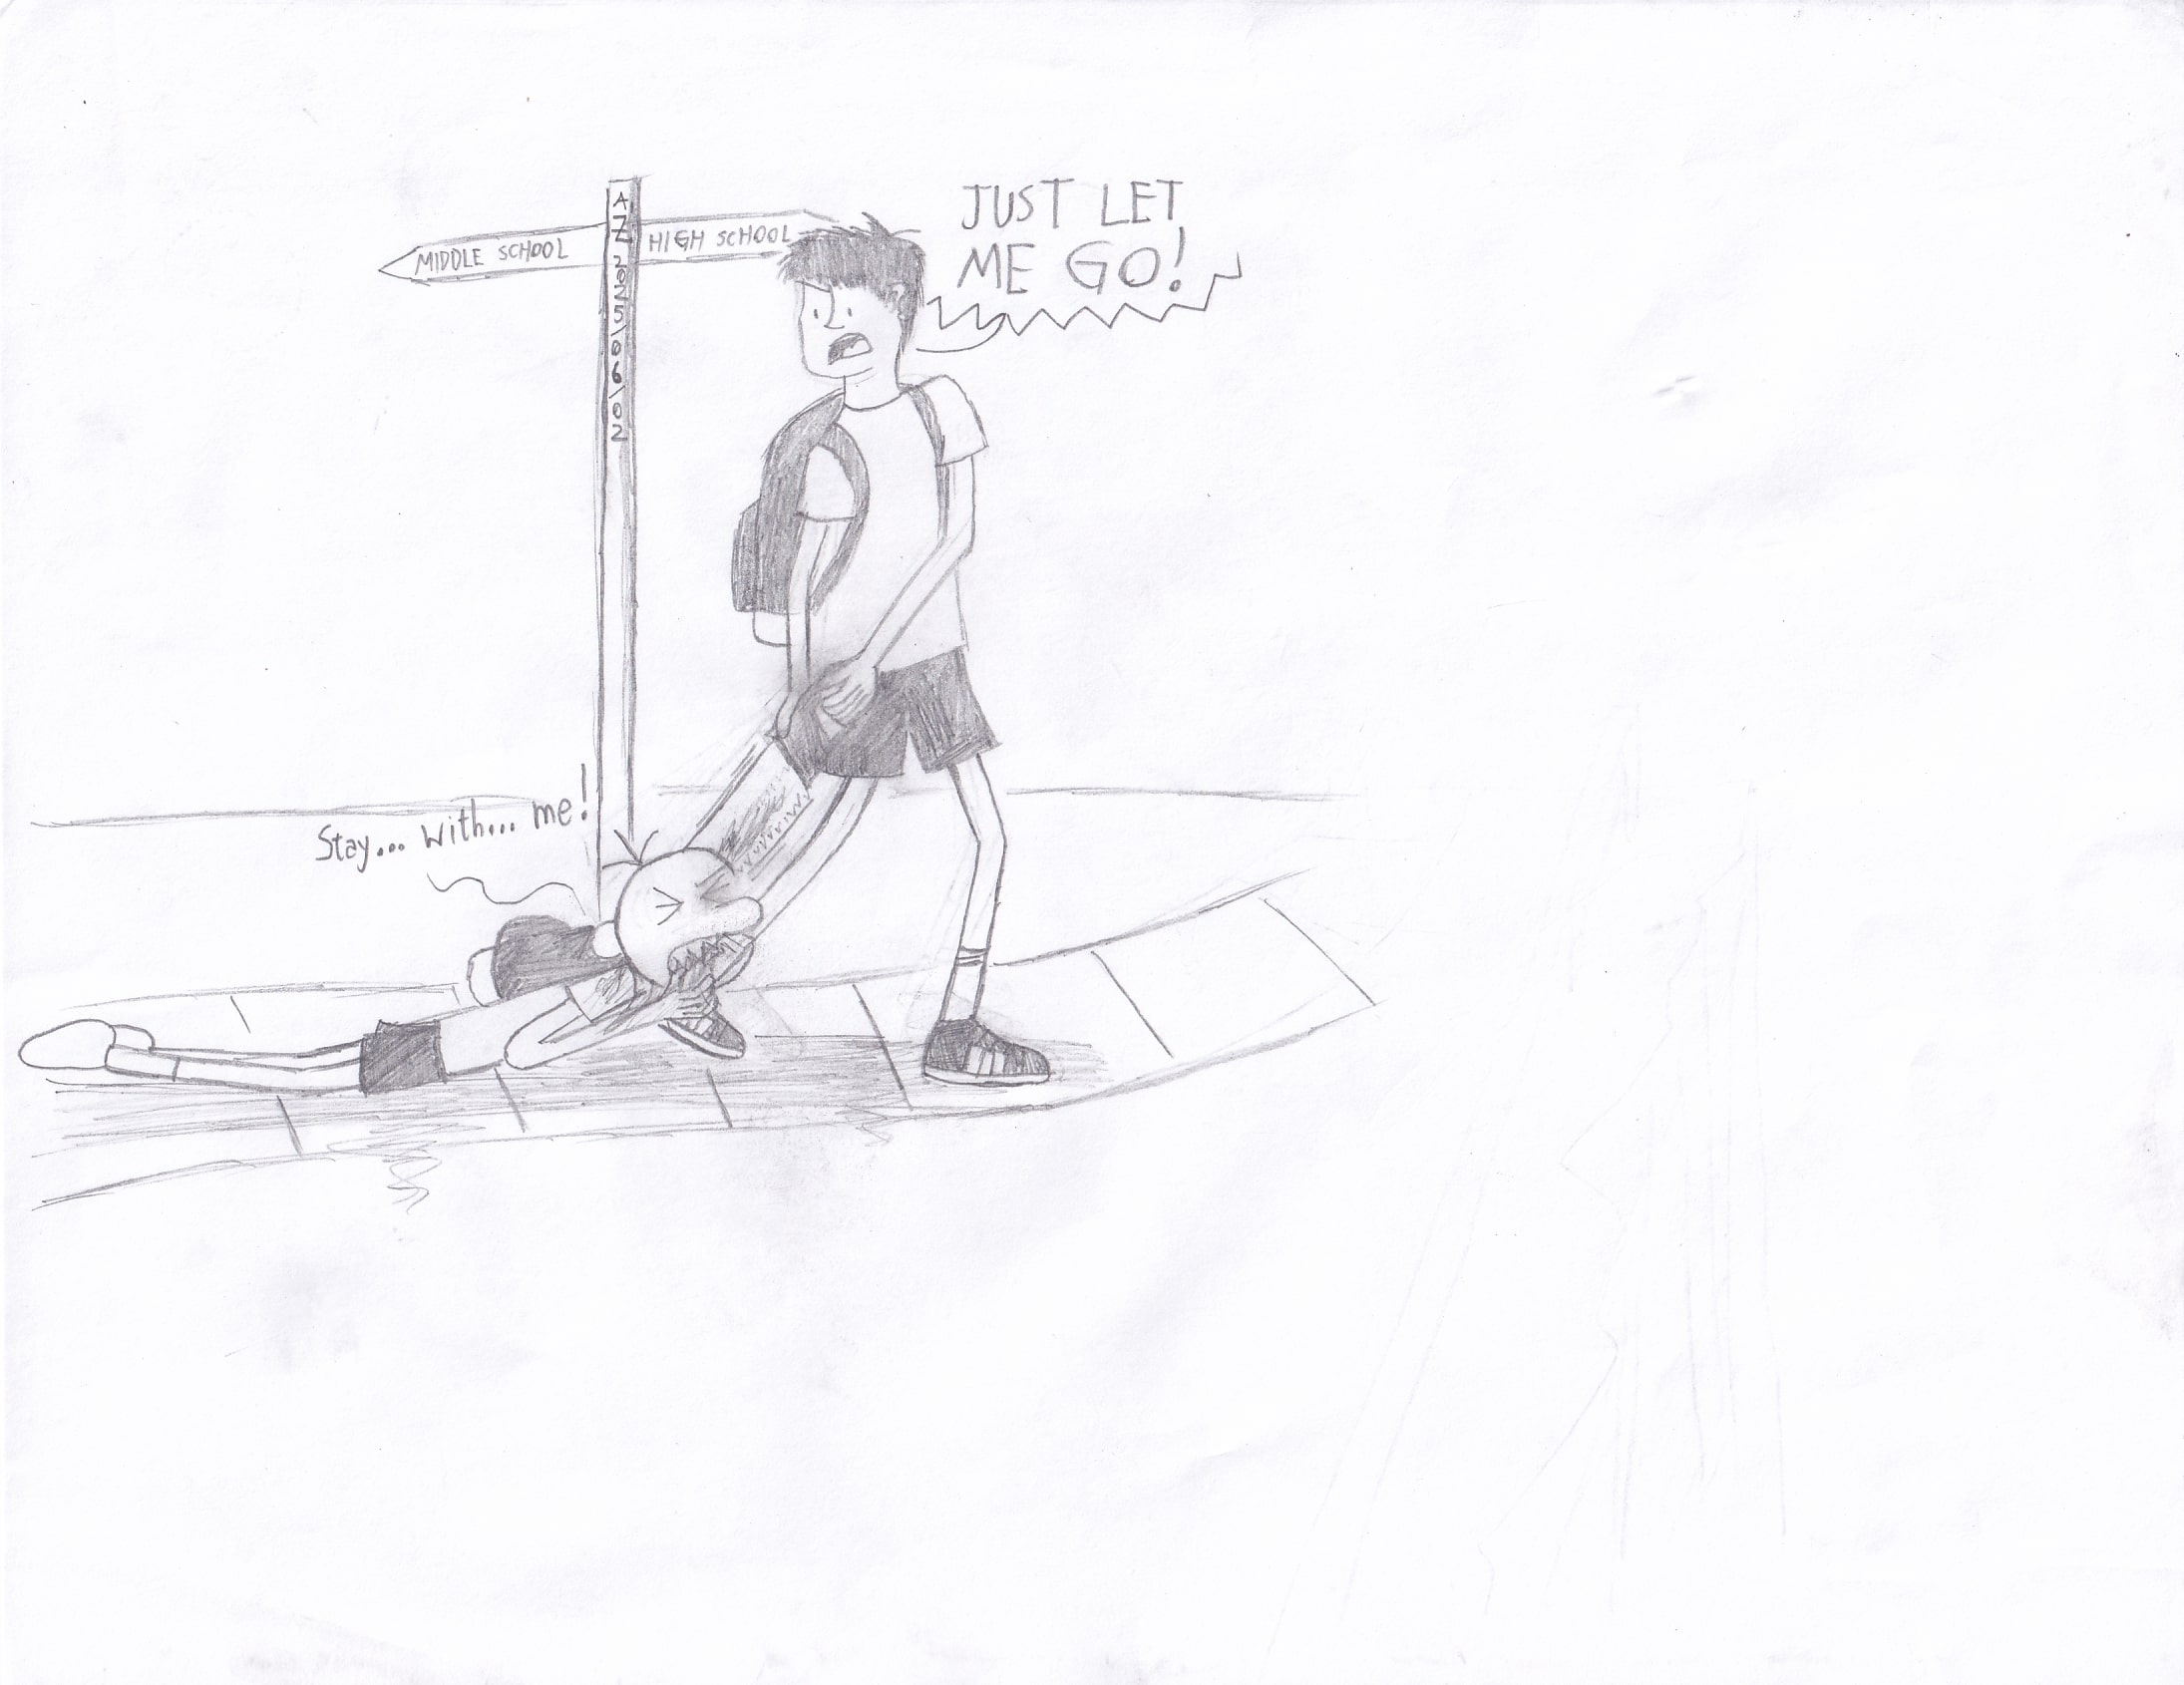 MIDDLE SCHOOL
HIGH SCHOOL
AZ 2025/06/02
JUST LET
ME GO!
Stay... with... me!